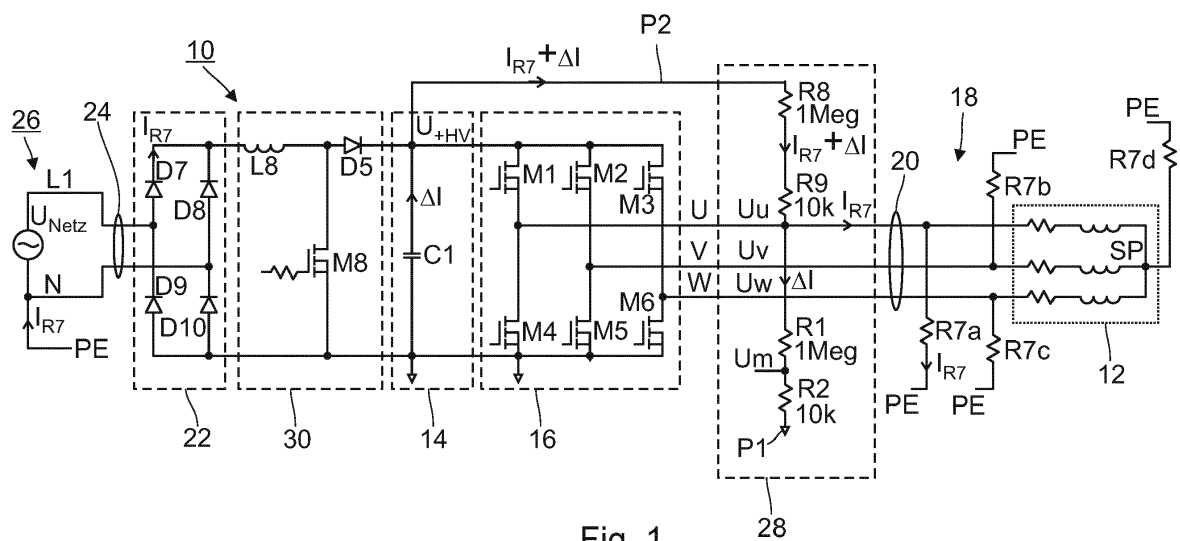 P2
10
I_R7+ΔI
R8
1Meg
18
PE
PE
26
24
I_R7
U_+HV
I_R7+ΔI
20
R7d
L1
D7
L8
D5
M1
M2
R9
10k
I_R7
R7b
D8
ΔI
M3
U
Uu
U_Netz
M8
C1
V
Uv
SP
N
D9
W
Uw
ΔI
M6
I_R7
D10
M4
M5
R1
1Meg
R7a
R7c
12
PE
Um
R2
10k
I_R7
PE
PE
22
30
14
16
P1
28
Fig. 1